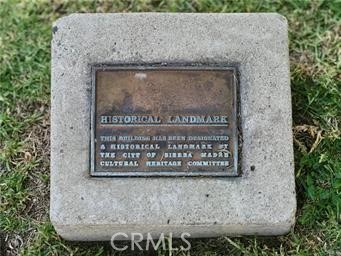 HISTORICAL LANDMARK
THIS BUILDING HAS BEEN DESIGNATED
A HISTORICAL LANDMARK BY
THE CITY OF SIERRA MADRE
CULTURAL HERITAGE COMMITTEE
CRMLS